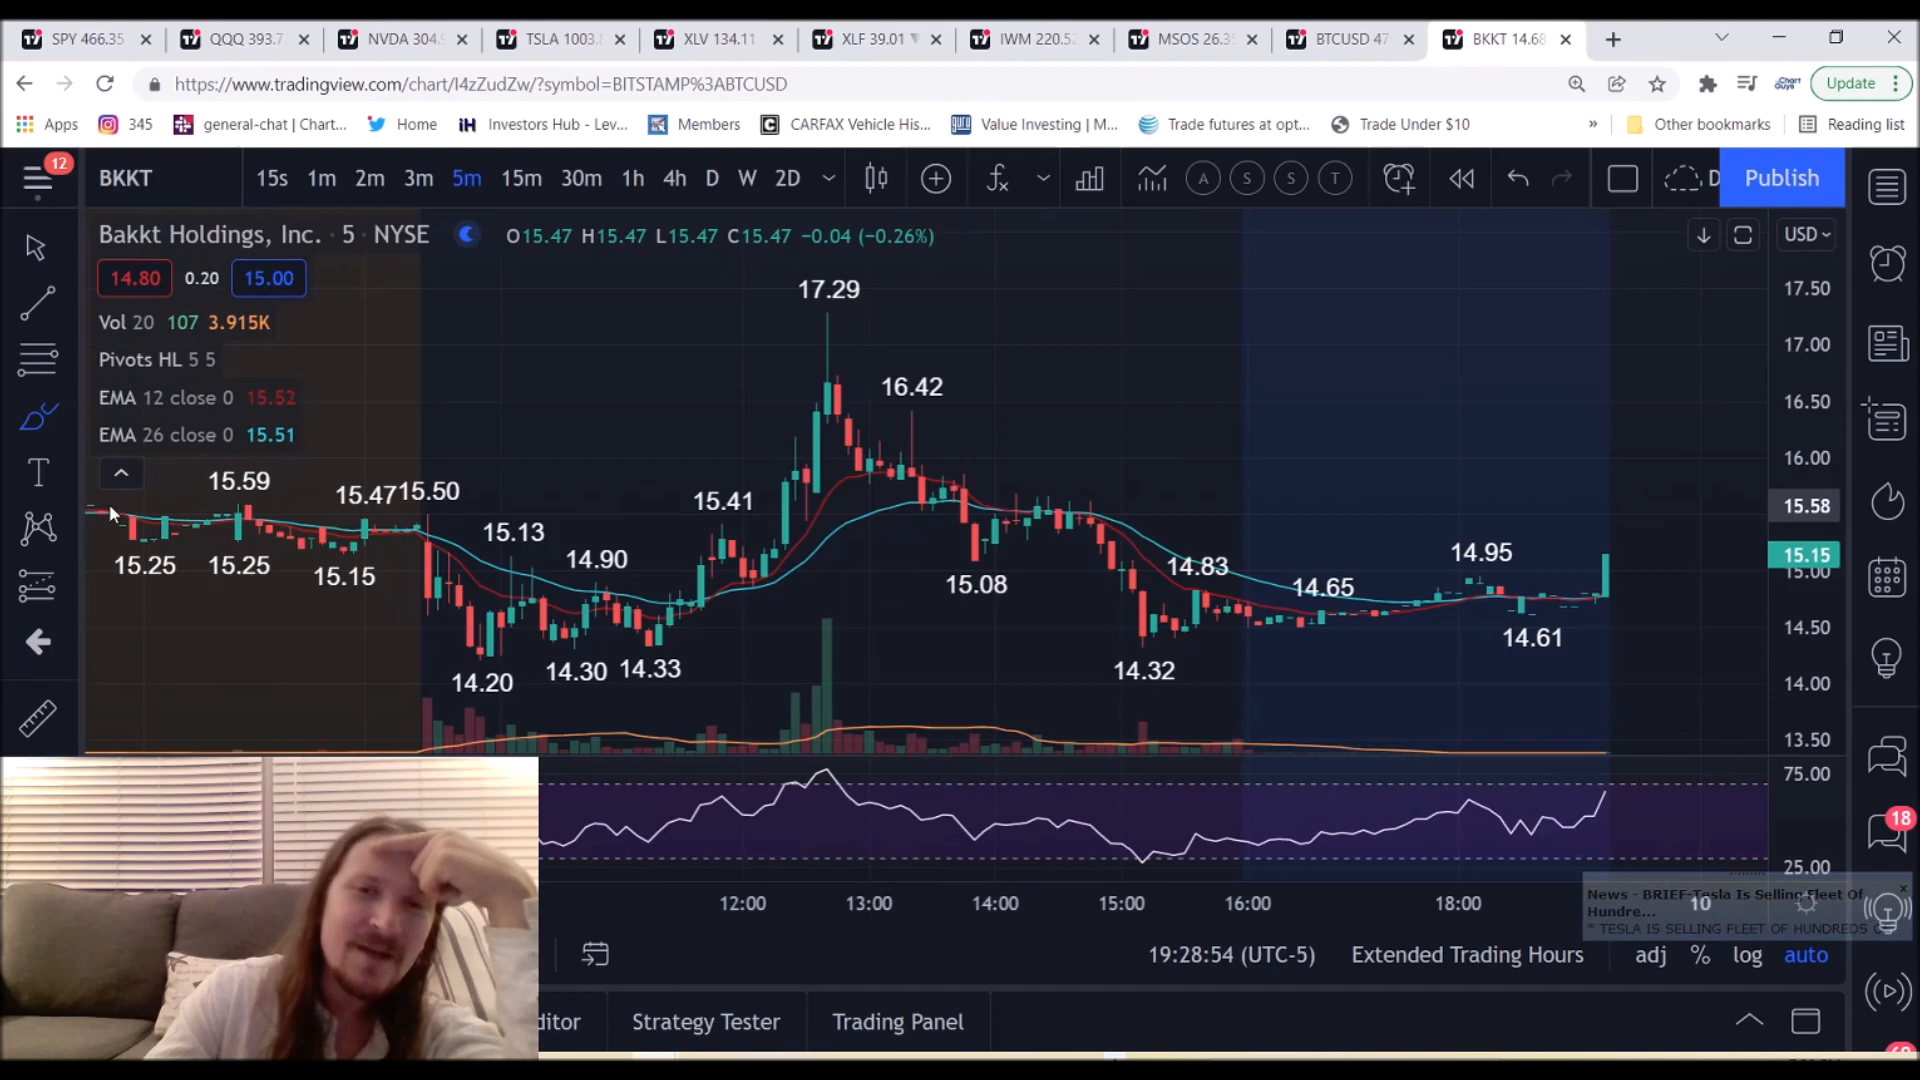 SPY 466.35
QQQ 393.7
NVDA 304.
TSLA 1003.
XLV 134.11
XLF 39.01
IWM 220.5
MSOS 26.3
BTCUSD 47
BKKT 14.68
https://www.tradingview.com/chart/I4zZudZw/?symbol=BITSTAMP%3ABTCUSD
Update
Apps
345
general-chat | Chart...
Home
iH
Investors Hub - Lev...
Members
CARFAX Vehicle His...
guru
Value Investing | M...
Trade futures at opt...
Trade Under $10
»
Other bookmarks
Reading list
12
BKKT
15s 1m 2m 3m 5m 15m 30m 1h 4h D W 2D
A S S T
D
Publish
Bakkt Holdings, Inc. · 5 · NYSE
O15.47 H15.47 L15.47 C15.47 −0.04 (−0.26%)
USD
14.80 0.20 15.00
Vol 20 107 3.915K
Pivots HL 5 5
EMA 12 close 0 15.52
EMA 26 close 0 15.51
17.29
16.42
15.59
15.47
15.50
15.41
15.13
14.90
15.25
15.25
15.15
14.20
14.30
14.33
15.08
14.83
14.32
14.65
14.95
14.61
17.50
17.00
16.50
16.00
15.58
15.15
15.00
14.50
14.00
13.50
75.00
25.00
18
12:00 13:00 14:00 15:00 16:00 18:00
10
News - BRIEF-Tesla Is Selling Fleet Of
Hundre...
* TESLA IS SELLING FLEET OF HUNDREDS
19:28:54 (UTC-5)
Extended Trading Hours
adj % log auto
ditor
Strategy Tester
Trading Panel